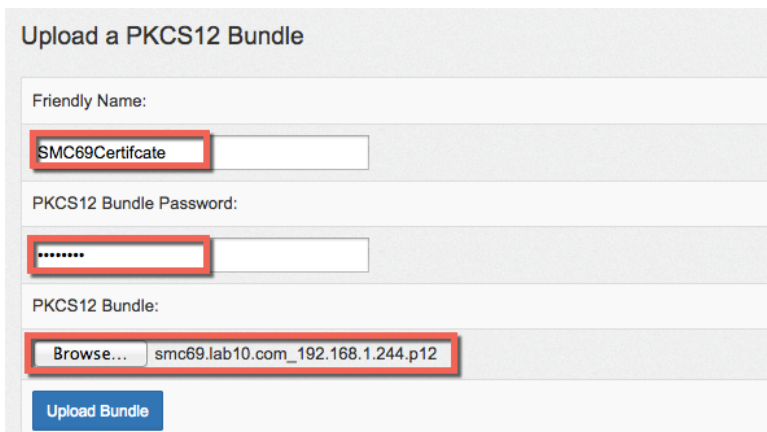 Upload a PKCS12 Bundle
Friendly Name:
SMC69Certifcate
PKCS12 Bundle Password:
••••••••
PKCS12 Bundle:
Browse... smc69.lab10.com_192.168.1.244.p12
Upload Bundle